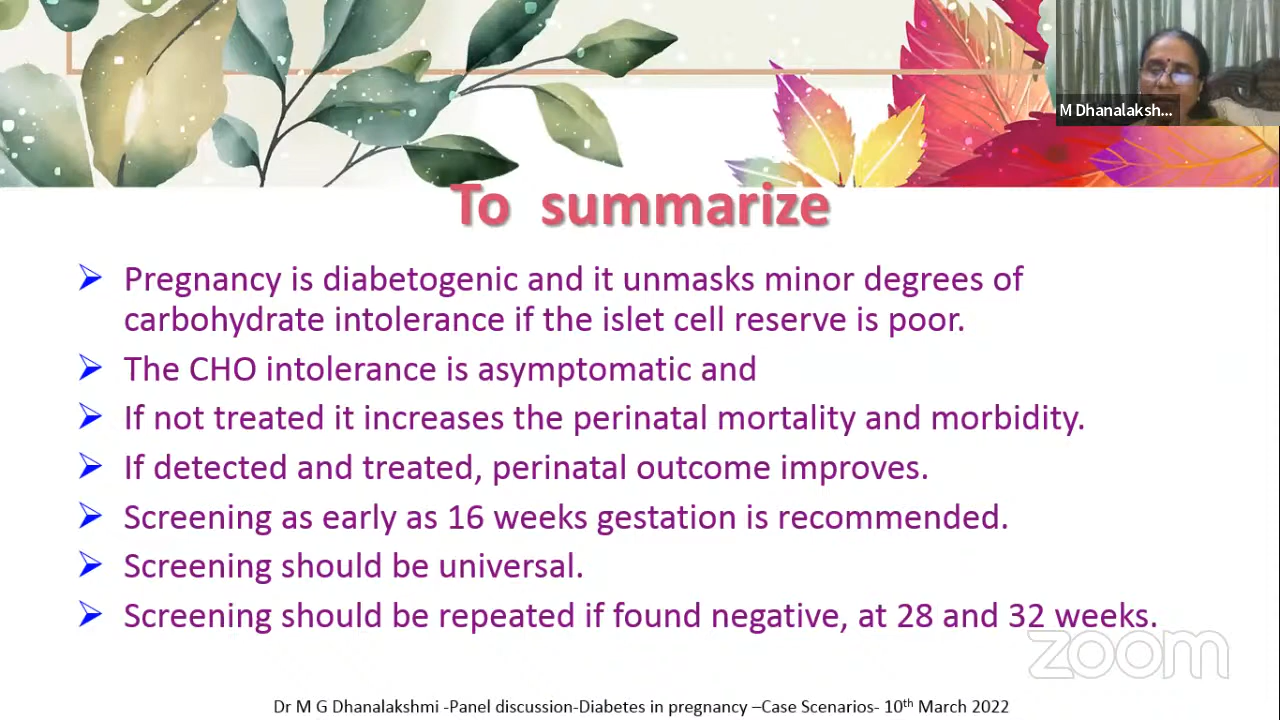 M Dhanalaksh...
To summarize
➢ Pregnancy is diabetogenic and it unmasks minor degrees of
carbohydrate intolerance if the islet cell reserve is poor.
➢ The CHO intolerance is asymptomatic and
➢ If not treated it increases the perinatal mortality and morbidity.
➢ If detected and treated, perinatal outcome improves.
➢ Screening as early as 16 weeks gestation is recommended.
➢ Screening should be universal.
➢ Screening should be repeated if found negative, at 28 and 32 weeks.
zoom
Dr M G Dhanalakshmi -Panel discussion-Diabetes in pregnancy –Case Scenarios- 10th March 2022